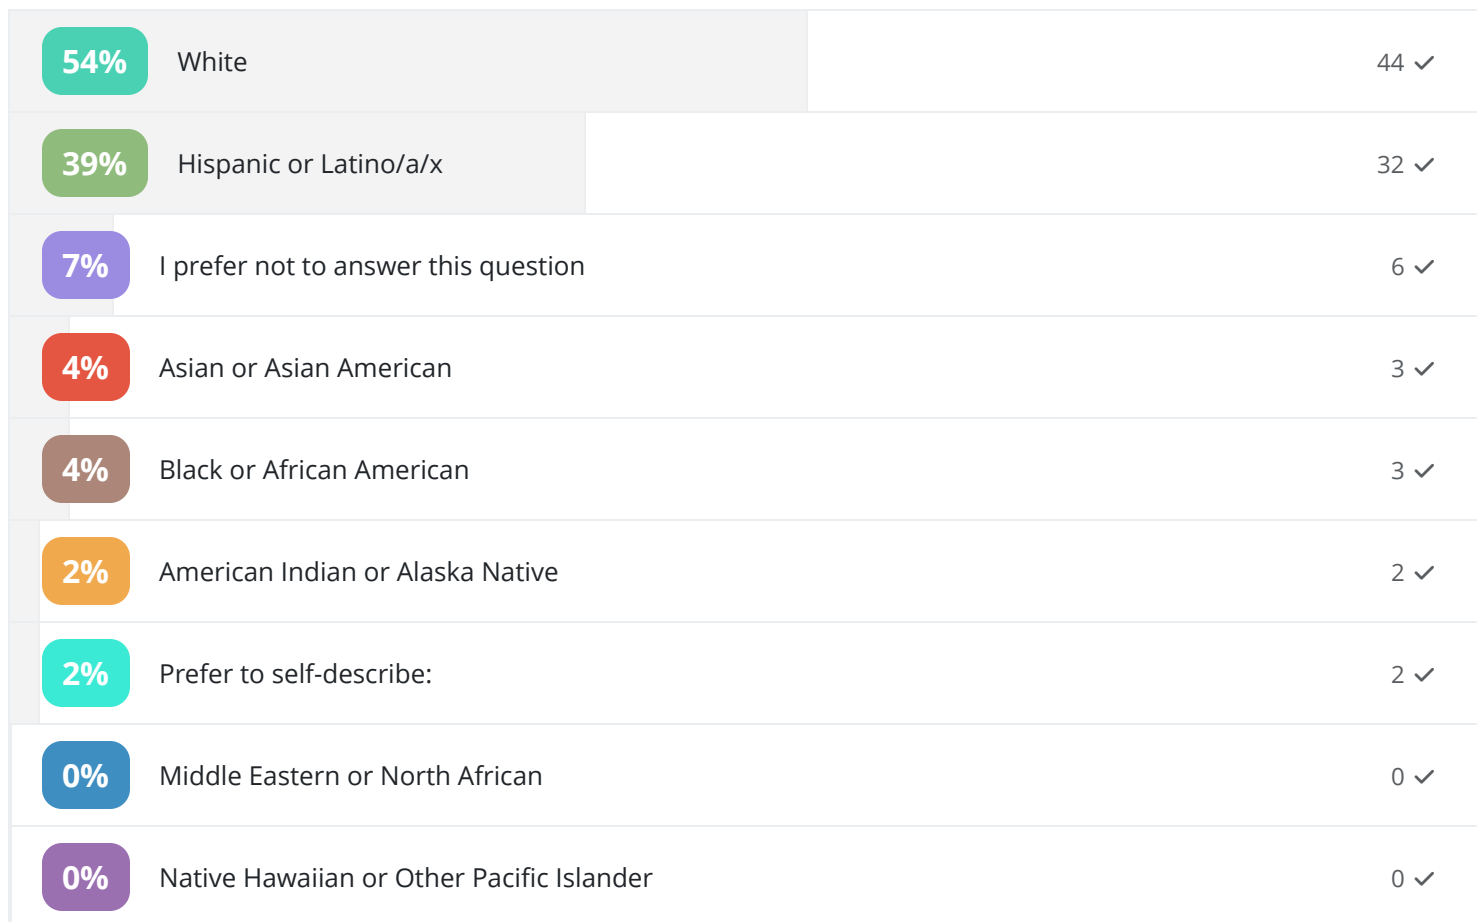 54% White 44
39% Hispanic or Latino/a/x 32
7% I prefer not to answer this question 6
4% Asian or Asian American 3
4% Black or African American 3
2% American Indian or Alaska Native 2
2% Prefer to self-describe: 2
0% Middle Eastern or North African 0
0% Native Hawaiian or Other Pacific Islander 0